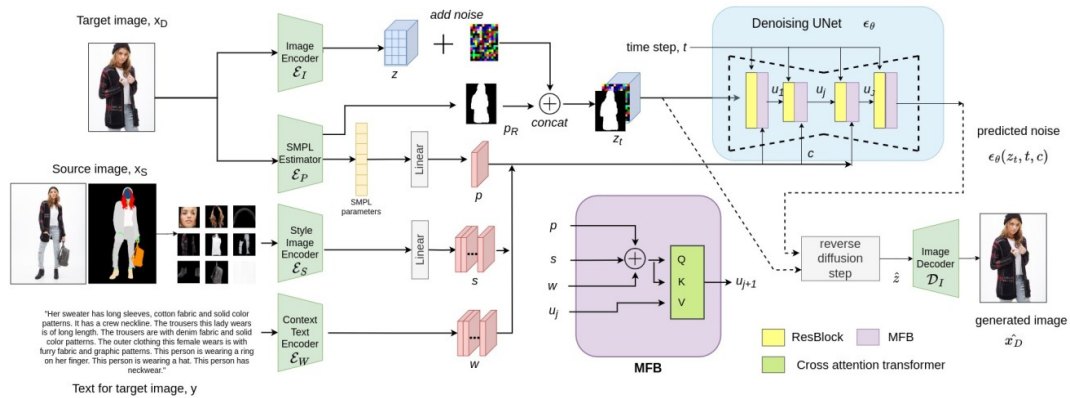 Target image, x_D
Image
Encoder
ℰ_I
z
add noise
p_R
concat
z_t
Denoising UNet ϵ_θ
time step, t
u_1
u_j
u_J
c
predicted noise
ϵ_θ(z_t, t, c)
SMPL
Estimator
ℰ_P
SMPL
parameters
Linear
p
Source image, x_S
Style
Image
Encoder
ℰ_S
Linear
...
s
"Her sweater has long sleeves, cotton fabric and solid color
patterns. It has a crew neckline. The trousers this lady wears
is of long length. The trousers are with denim fabric and solid
color patterns. The outer clothing this female wears is with
furry fabric and graphic patterns. This person is wearing a ring
on her finger. This person is wearing a hat. This person has
neckwear."
Text for target image, y
Context
Text
Encoder
ℰ_W
...
w
p
s
w
u_j
Q
K
V
u_{j+1}
MFB
reverse
diffusion
step
ẑ
Image
Decoder
𝒟_I
generated image
x̂_D
ResBlock
MFB
Cross attention transformer